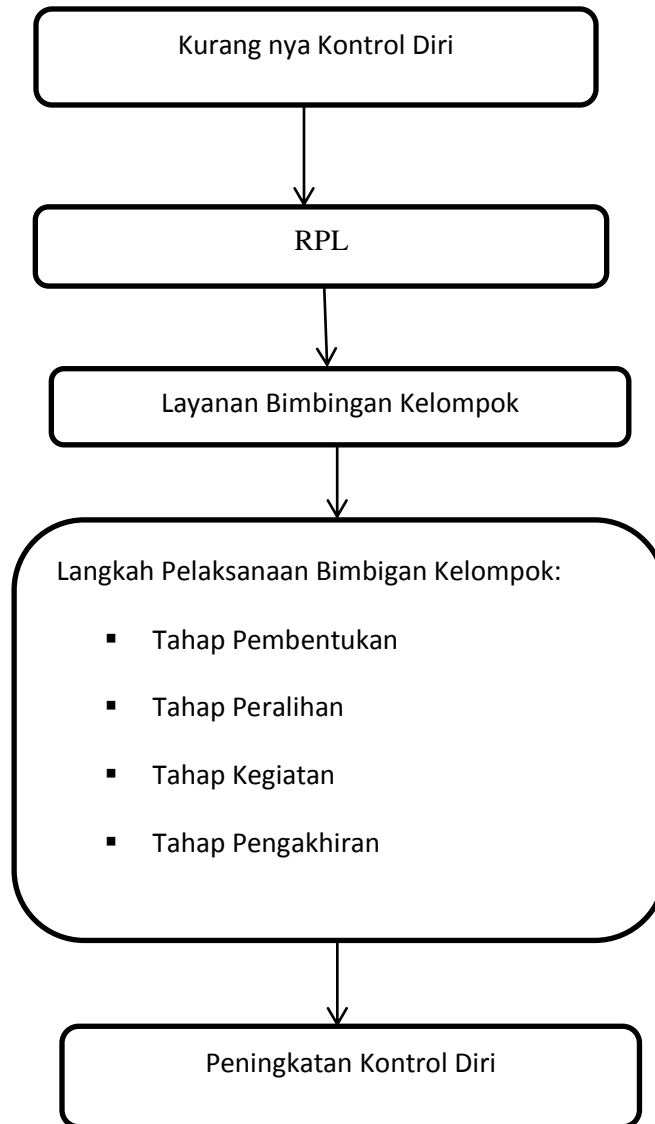 Kurang nya Kontrol Diri
RPL
Layanan Bimbingan Kelompok
Langkah Pelaksanaan Bimbigan Kelompok:
▪ Tahap Pembentukan
▪ Tahap Peralihan
▪ Tahap Kegiatan
▪ Tahap Pengakhiran
Peningkatan Kontrol Diri